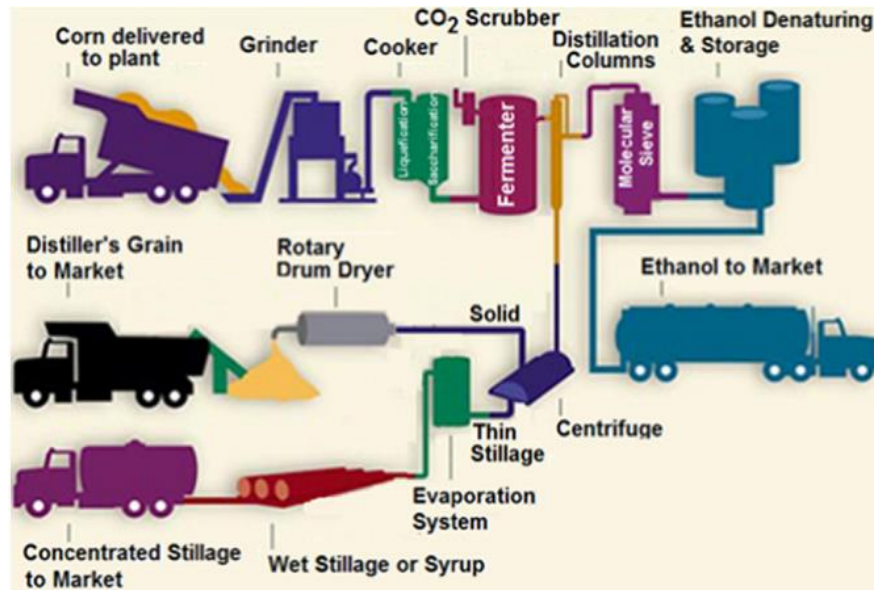 Corn delivered
to plant
Grinder
Cooker
CO2 Scrubber
Distillation
Columns
Ethanol Denaturing
& Storage
Liquefication
Saccharification
Fermenter
Molecular
Sieve
Distiller's Grain
to Market
Rotary
Drum Dryer
Solid
Ethanol to Market
Thin
Stillage
Centrifuge
Evaporation
System
Concentrated Stillage
to Market
Wet Stillage or Syrup